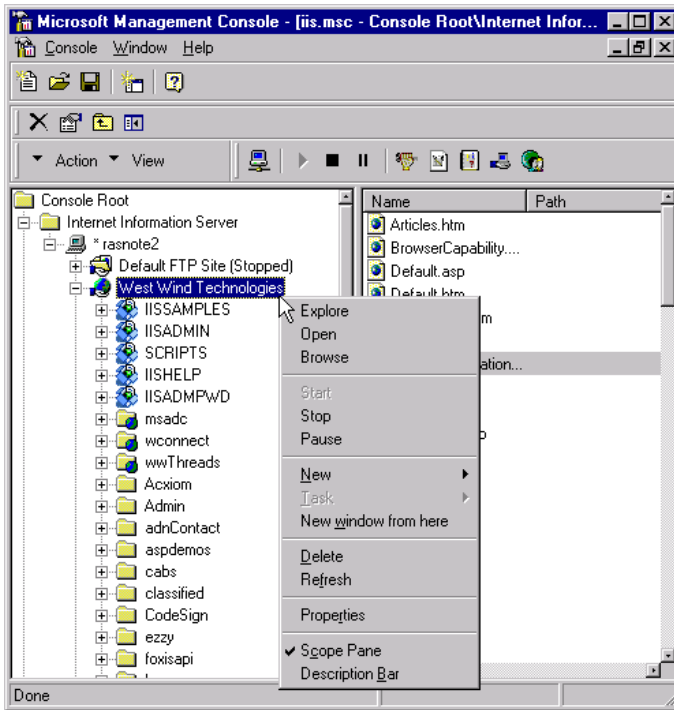 Microsoft Management Console - [iis.msc - Console Root\Internet Infor...
Console Window Help
Action View
Console Root
Internet Information Server
* rasnote2
Default FTP Site (Stopped)
West Wind Technologies
IISSAMPLES
IISADMIN
SCRIPTS
IISHELP
IISADMPWD
msadc
wconnect
wwThreads
Acxiom
Admin
adnContact
aspdemos
cabs
classified
CodeSign
ezzy
foxisapi
Name Path
Articles.htm
BrowserCapability....
Default.asp
Default.htm
m
ation...
Explore
Open
Browse
Start
Stop
Pause
New
Task
New window from here
Delete
Refresh
Properties
Scope Pane
Description Bar
Done